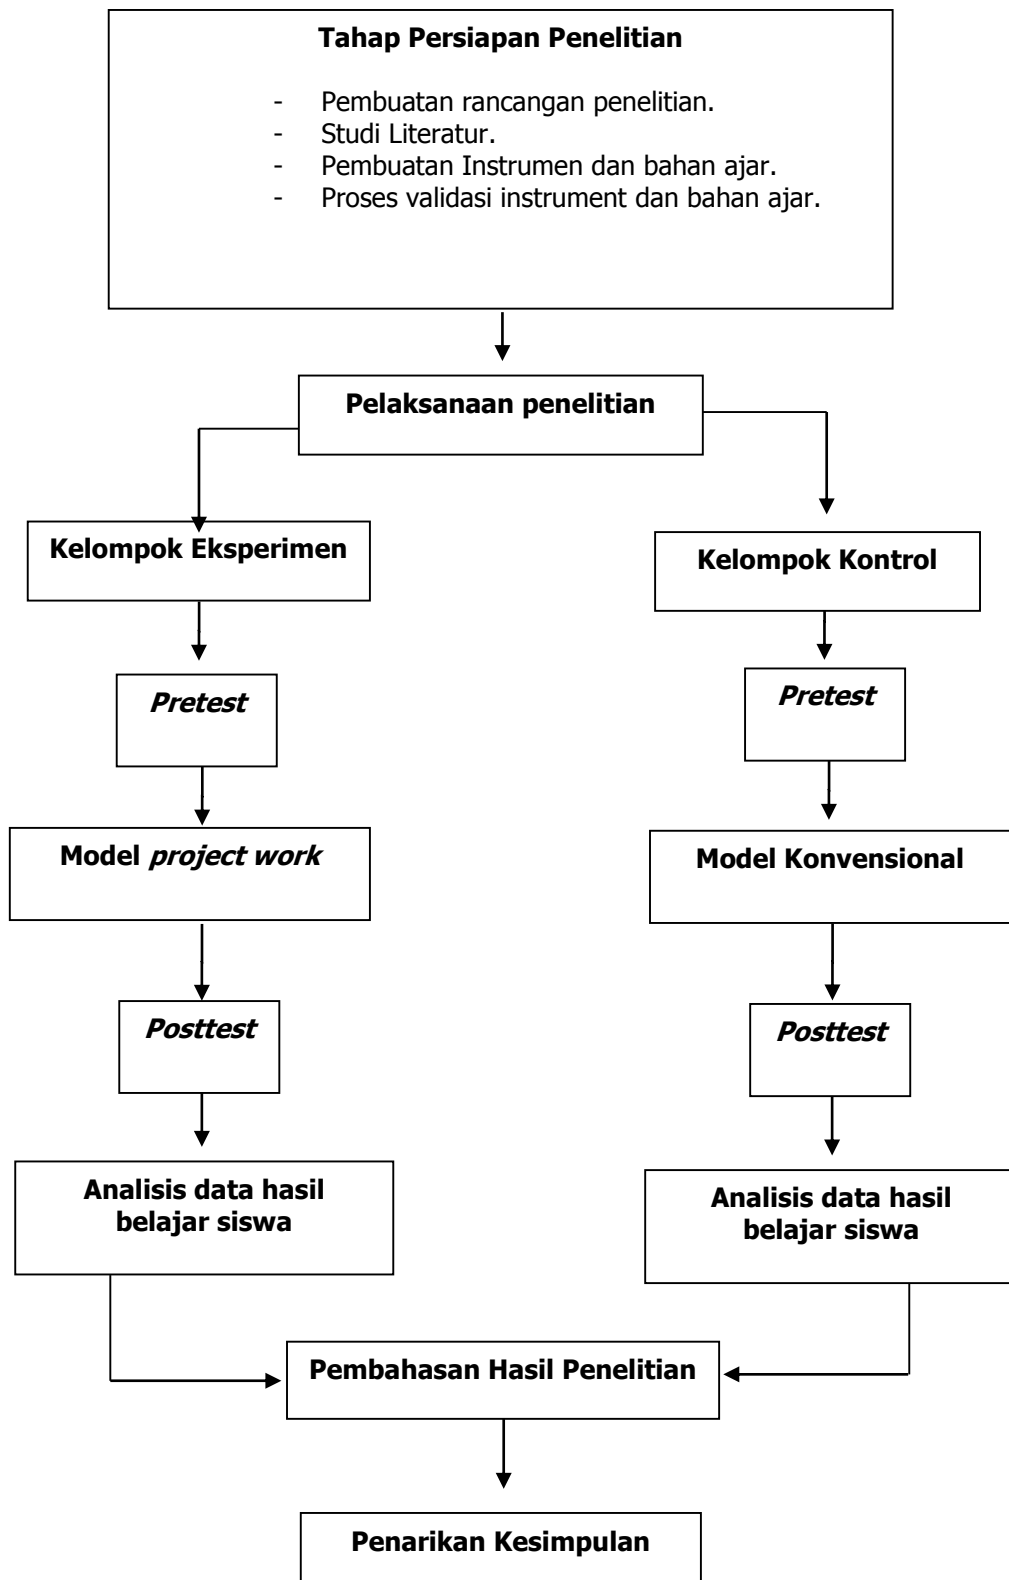 Tahap Persiapan Penelitian
- Pembuatan rancangan penelitian.
- Studi Literatur.
- Pembuatan Instrumen dan bahan ajar.
- Proses validasi instrument dan bahan ajar.
Pelaksanaan penelitian
Kelompok Eksperimen
Kelompok Kontrol
Pretest
Pretest
Model project work
Model Konvensional
Posttest
Posttest
Analisis data hasil
belajar siswa
Analisis data hasil
belajar siswa
Pembahasan Hasil Penelitian
Penarikan Kesimpulan